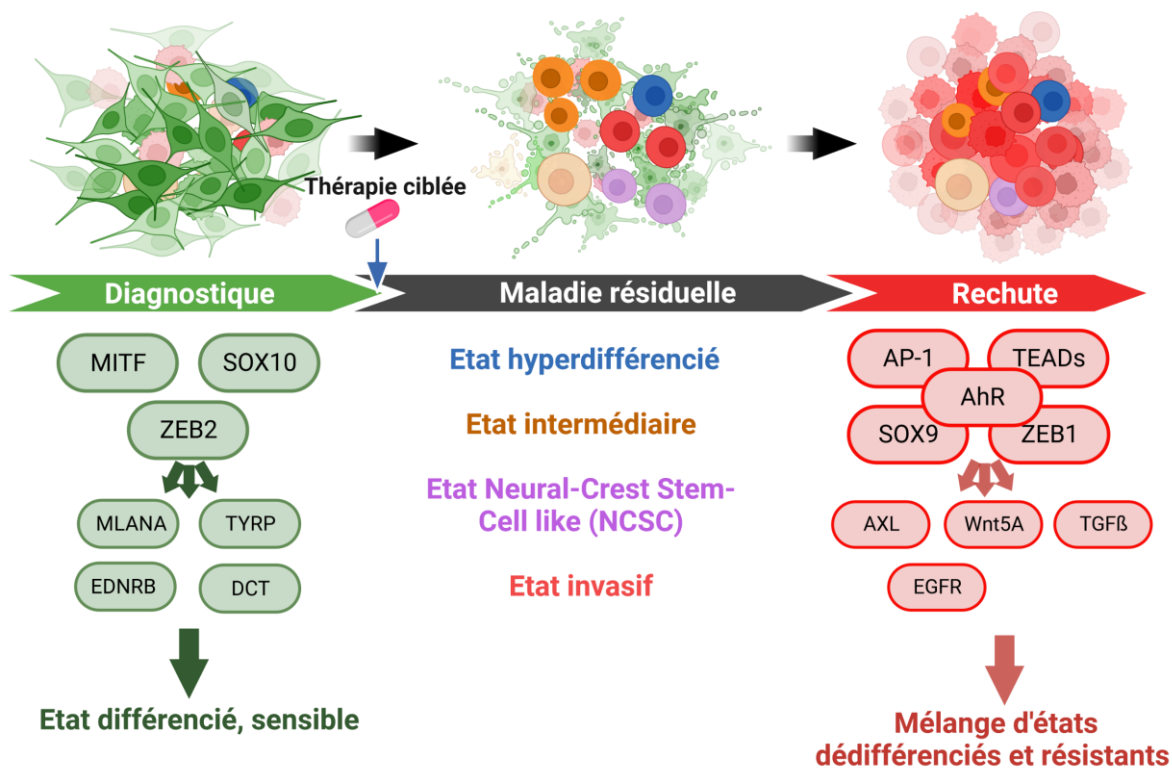 Thérapie ciblée
Diagnostique
Maladie résiduelle
Rechute
MITF
SOX10
ZEB2
MLANA
TYRP
EDNRB
DCT
Etat différencié, sensible
Etat hyperdifférencié
Etat intermédiaire
Etat Neural-Crest Stem-
Cell like (NCSC)
Etat invasif
AP-1
TEADs
AhR
SOX9
ZEB1
AXL
Wnt5A
TGFß
EGFR
Mélange d'états
dédifférenciés et résistants